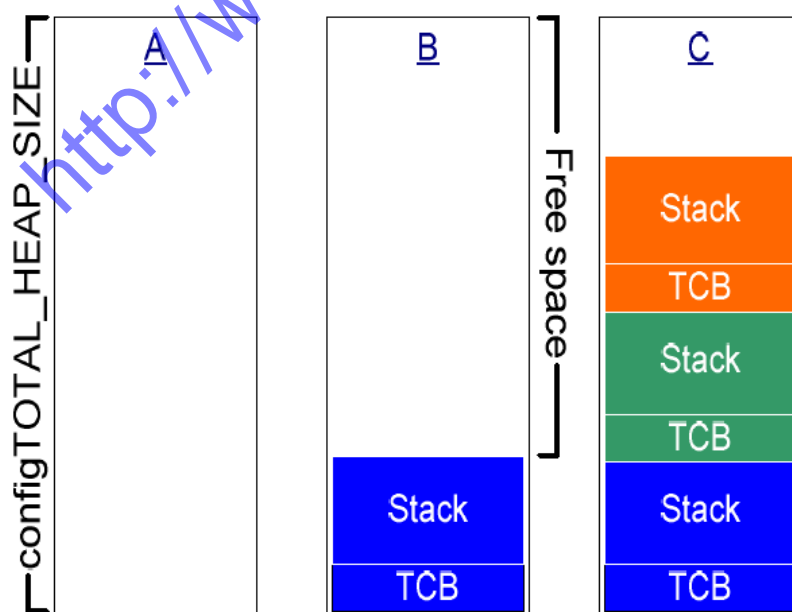 configTOTAL_HEAP_SIZE
http://w
A
B
Free space
C
Stack
TCB
Stack
TCB
Stack
TCB
Stack
TCB